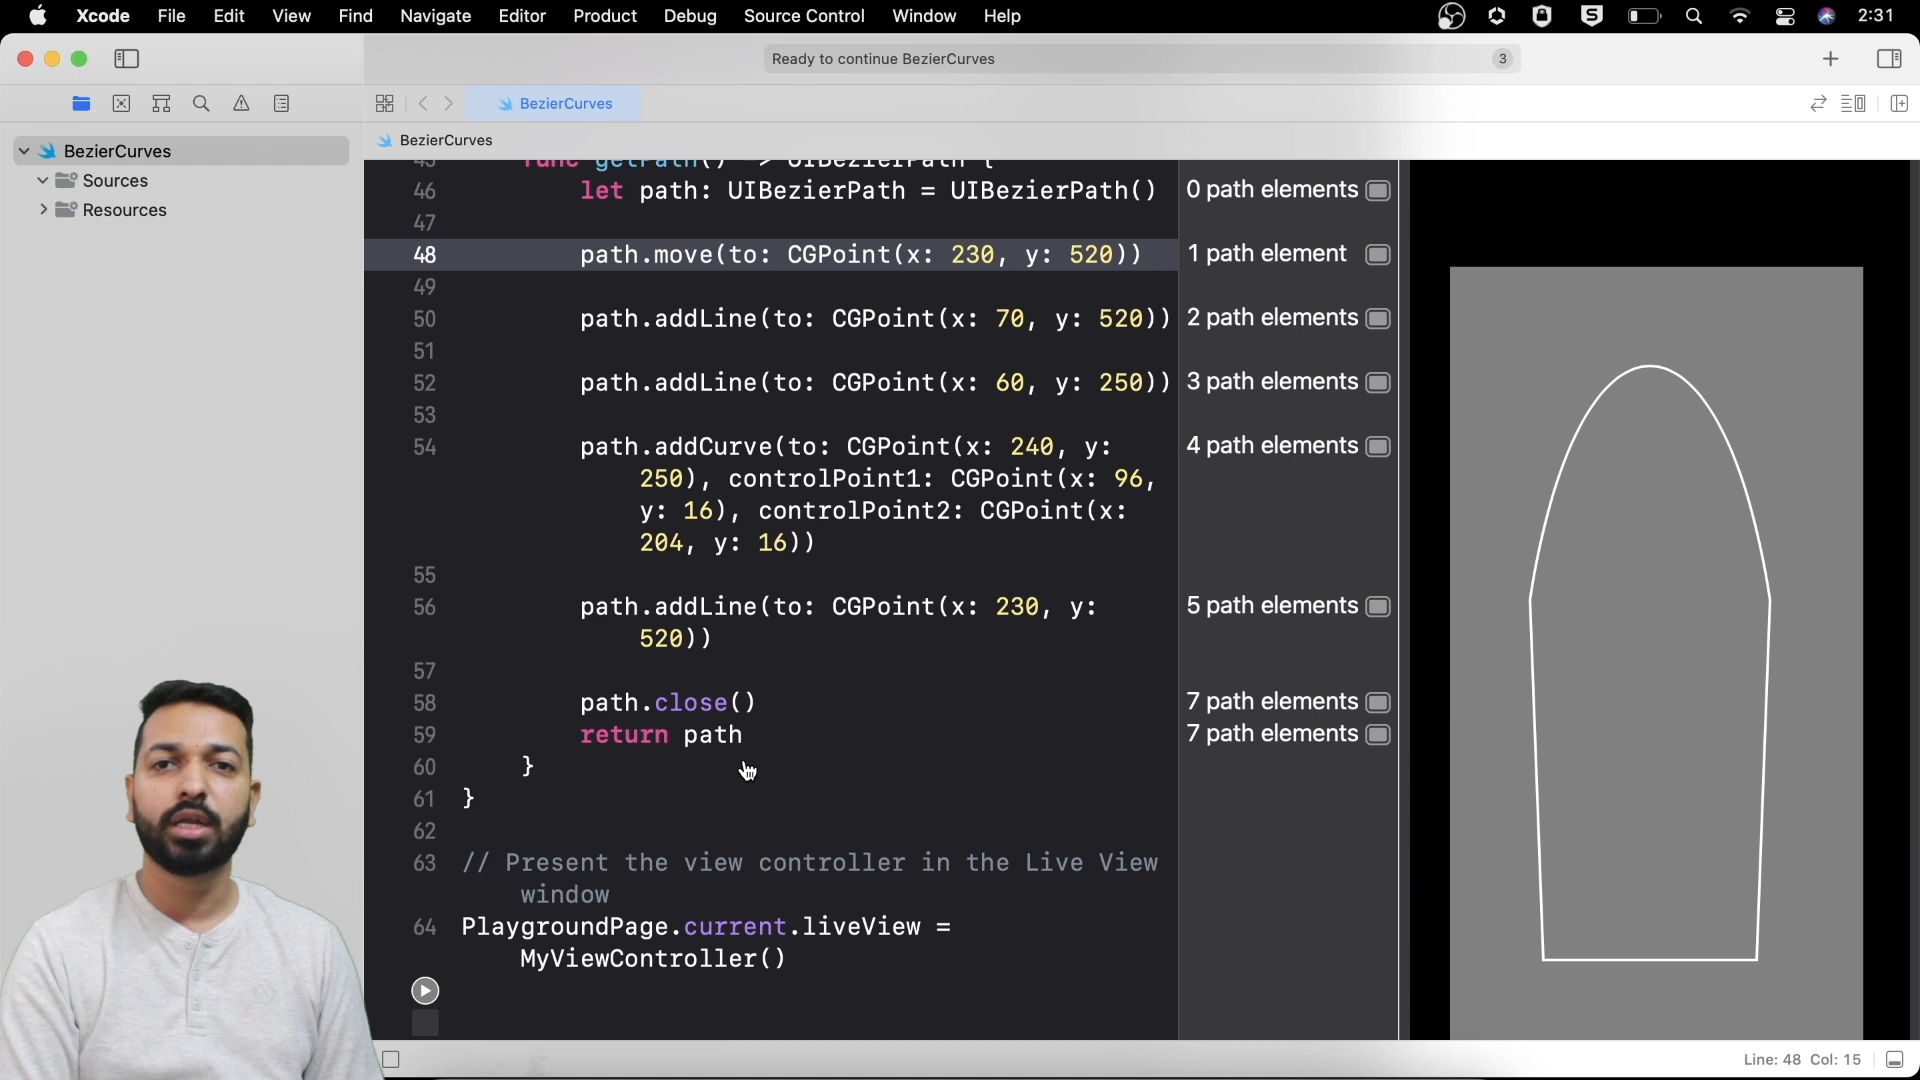 Xcode File Edit View Find Navigate Editor Product Debug Source Control Window Help 2:31
Ready to continue BezierCurves 3
BezierCurves
BezierCurves
BezierCurves
Sources
Resources
45 func getPath() -> UIBezierPath {
46 let path: UIBezierPath = UIBezierPath() 0 path elements
47
48 path.move(to: CGPoint(x: 230, y: 520)) 1 path element
49
50 path.addLine(to: CGPoint(x: 70, y: 520)) 2 path elements
51
52 path.addLine(to: CGPoint(x: 60, y: 250)) 3 path elements
53
54 path.addCurve(to: CGPoint(x: 240, y: 4 path elements
250), controlPoint1: CGPoint(x: 96,
y: 16), controlPoint2: CGPoint(x:
204, y: 16))
55
56 path.addLine(to: CGPoint(x: 230, y: 5 path elements
520))
57
58 path.close() 7 path elements
59 return path 7 path elements
60 }
61 }
62
63 // Present the view controller in the Live View
window
64 PlaygroundPage.current.liveView =
MyViewController()
Line: 48 Col: 15